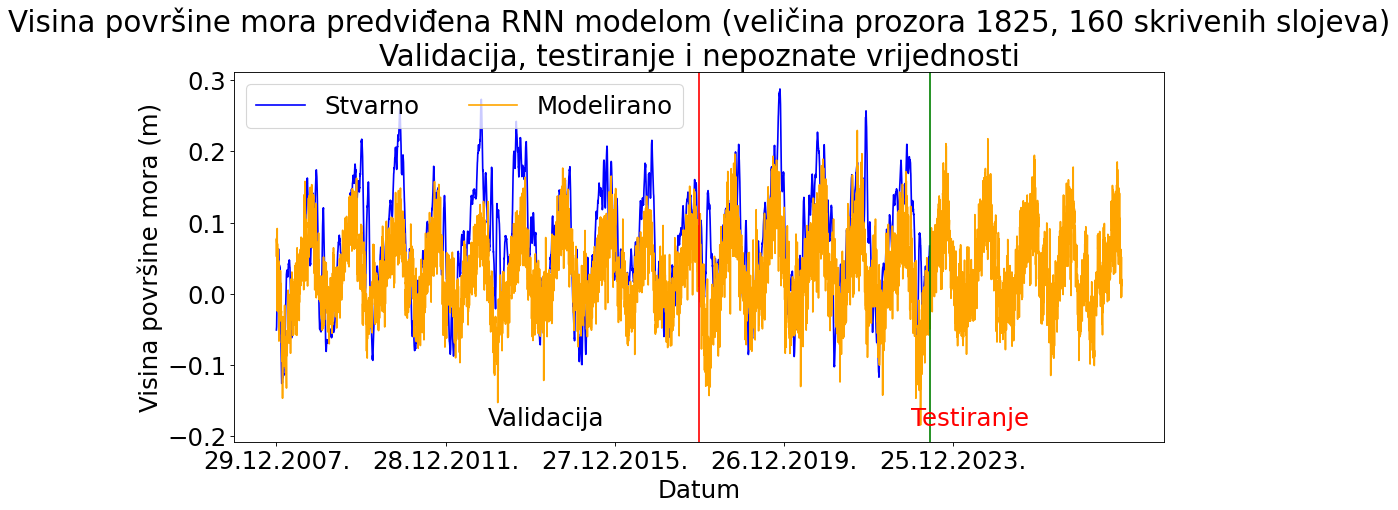 Visina površine mora predviđena RNN modelom (veličina prozora 1825, 160 skrivenih slojeva)
Validacija, testiranje i nepoznate vrijednosti
Stvarno
Modelirano
Visina površine mora (m)
0.3
0.2
0.1
0.0
−0.1
−0.2
Validacija
Testiranje
29.12.2007.
28.12.2011.
27.12.2015.
26.12.2019.
25.12.2023.
Datum